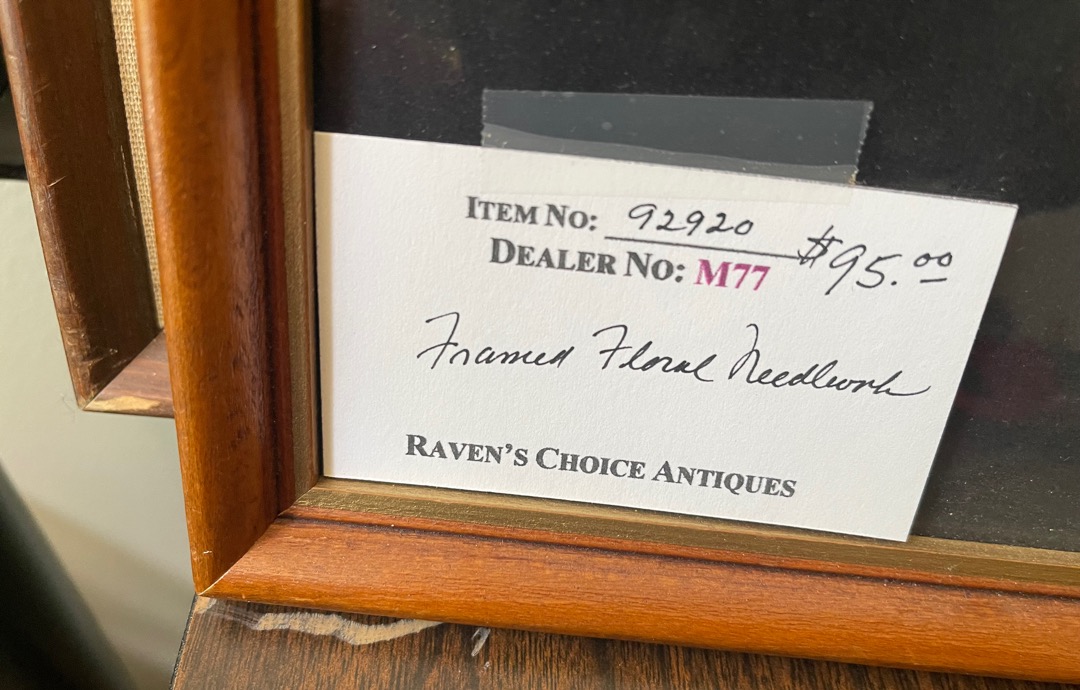 ITEM NO: 92920 $95.00
DEALER NO: M77
Framed Floral Needlework
RAVEN'S CHOICE ANTIQUES